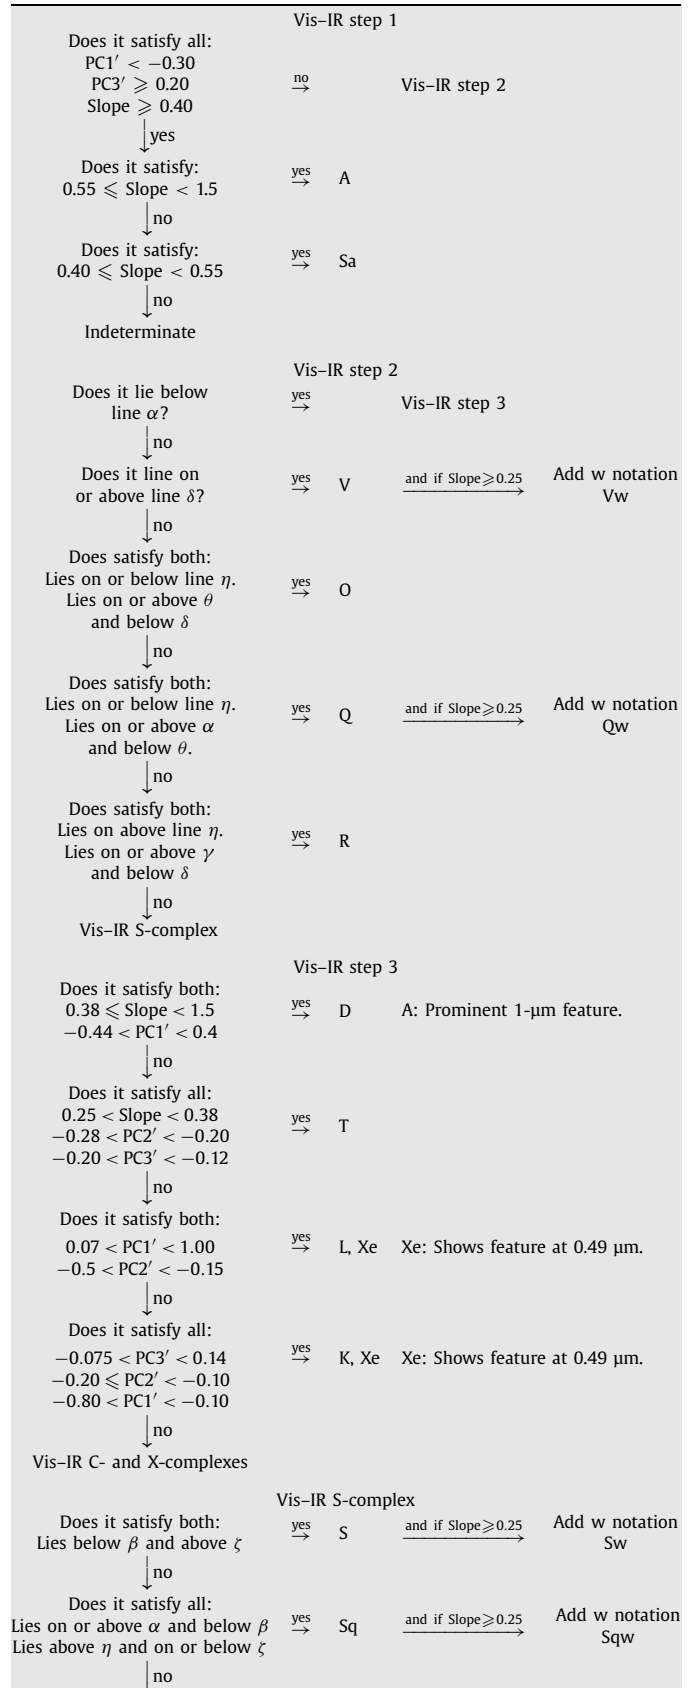 Vis–IR step 1
Does it satisfy all:
PC1′ < −0.30
PC3′ ⩾ 0.20
Slope ⩾ 0.40
no
→
Vis–IR step 2
↓ yes
Does it satisfy:
0.55 ⩽ Slope < 1.5
yes
→
A
↓ no
Does it satisfy:
0.40 ⩽ Slope < 0.55
yes
→
Sa
↓ no
Indeterminate
Vis–IR step 2
Does it lie below
line α?
yes
→
Vis–IR step 3
↓ no
Does it line on
or above line δ?
yes
→
V
and if Slope⩾0.25
→
Add w notation
Vw
↓ no
Does satisfy both:
Lies on or below line η.
Lies on or above θ
and below δ
yes
→
O
↓ no
Does satisfy both:
Lies on or below line η.
Lies on or above α
and below θ.
yes
→
Q
and if Slope⩾0.25
→
Add w notation
Qw
↓ no
Does satisfy both:
Lies on above line η.
Lies on or above γ
and below δ
yes
→
R
↓ no
Vis–IR S-complex
Vis–IR step 3
Does it satisfy both:
0.38 ⩽ Slope < 1.5
−0.44 < PC1′ < 0.4
yes
→
D
A: Prominent 1-μm feature.
↓ no
Does it satisfy all:
0.25 < Slope < 0.38
−0.28 < PC2′ < −0.20
−0.20 < PC3′ < −0.12
yes
→
T
↓ no
Does it satisfy both:
0.07 < PC1′ < 1.00
−0.5 < PC2′ < −0.15
yes
→
L, Xe
Xe: Shows feature at 0.49 μm.
↓ no
Does it satisfy all:
−0.075 < PC3′ < 0.14
−0.20 ⩽ PC2′ < −0.10
−0.80 < PC1′ < −0.10
yes
→
K, Xe
Xe: Shows feature at 0.49 μm.
↓ no
Vis–IR C- and X-complexes
Vis–IR S-complex
Does it satisfy both:
Lies below β and above ζ
yes
→
S
and if Slope⩾0.25
→
Add w notation
Sw
↓ no
Does it satisfy all:
Lies on or above α and below β
Lies above η and on or below ζ
yes
→
Sq
and if Slope⩾0.25
→
Add w notation
Sqw
| no